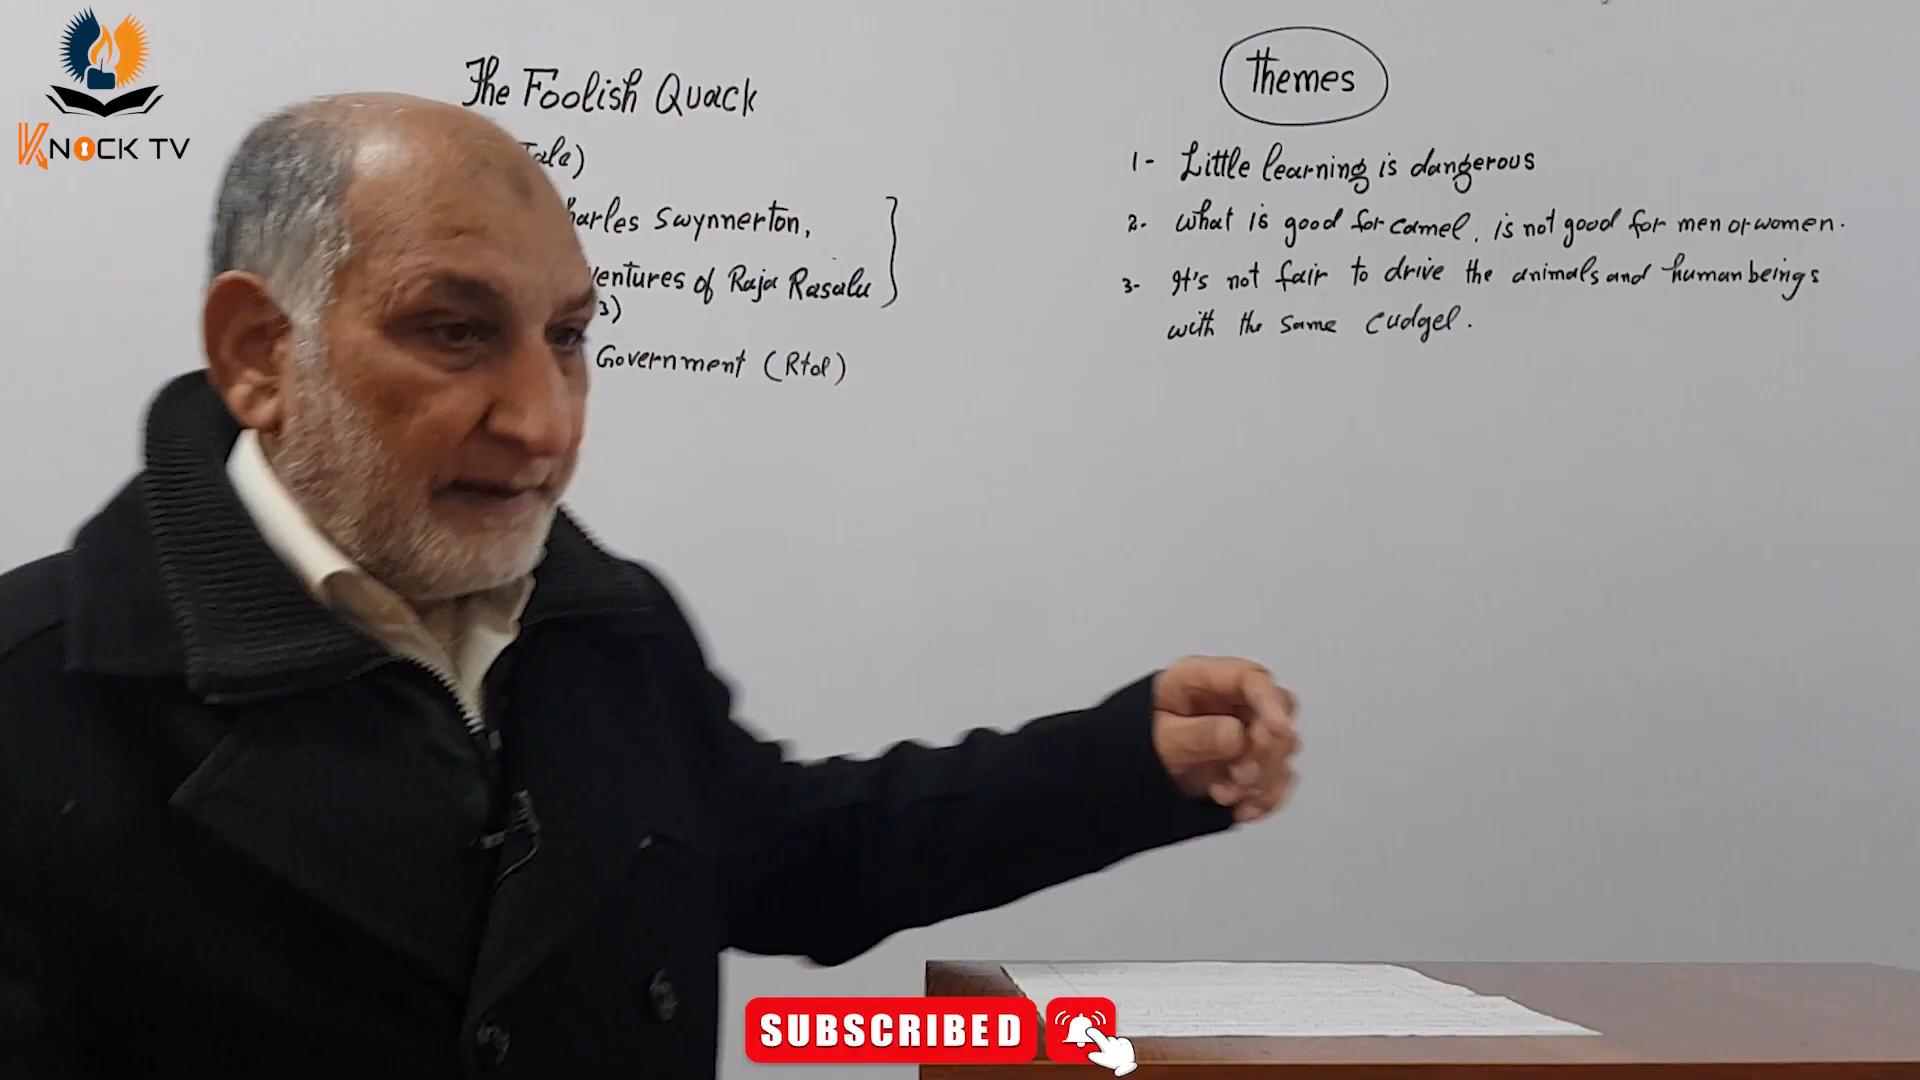 KNOCK TV
The Foolish Quack
Tale)
harles Swynnerton,
ventures of Raja Rasalu
3)
Government (Rtd)
Themes
1- Little learning is dangerous
2- What is good for camel, is not good for men or women.
3- It's not fair to drive the animals and human beings
with the same cudgel.
SUBSCRIBED